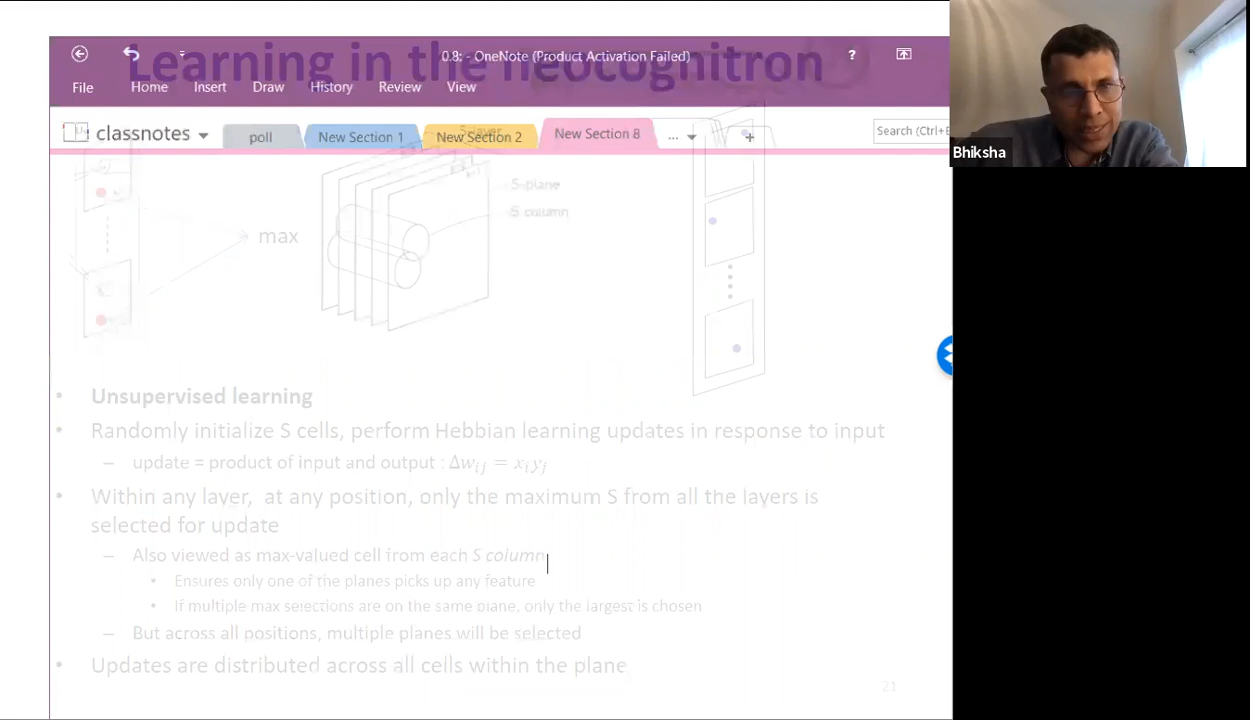 Learning in the neocognitron
0.8: - OneNote (Product Activation Failed)
?
File Home Insert Draw History Review View
classnotes poll New Section 1 New Section 2 New Section 8 ... + Search (Ctrl+E
Bhiksha
S-layer
S-plane
S column
max
• Unsupervised learning
• Randomly initialize S cells, perform Hebbian learning updates in response to input
– update = product of input and output : Δw_{ij} = x_i y_j
• Within any layer, at any position, only the maximum S from all the layers is
selected for update
– Also viewed as max-valued cell from each S column
• Ensures only one of the planes picks up any feature
• If multiple max selections are on the same plane, only the largest is chosen
– But across all positions, multiple planes will be selected
• Updates are distributed across all cells within the plane
21